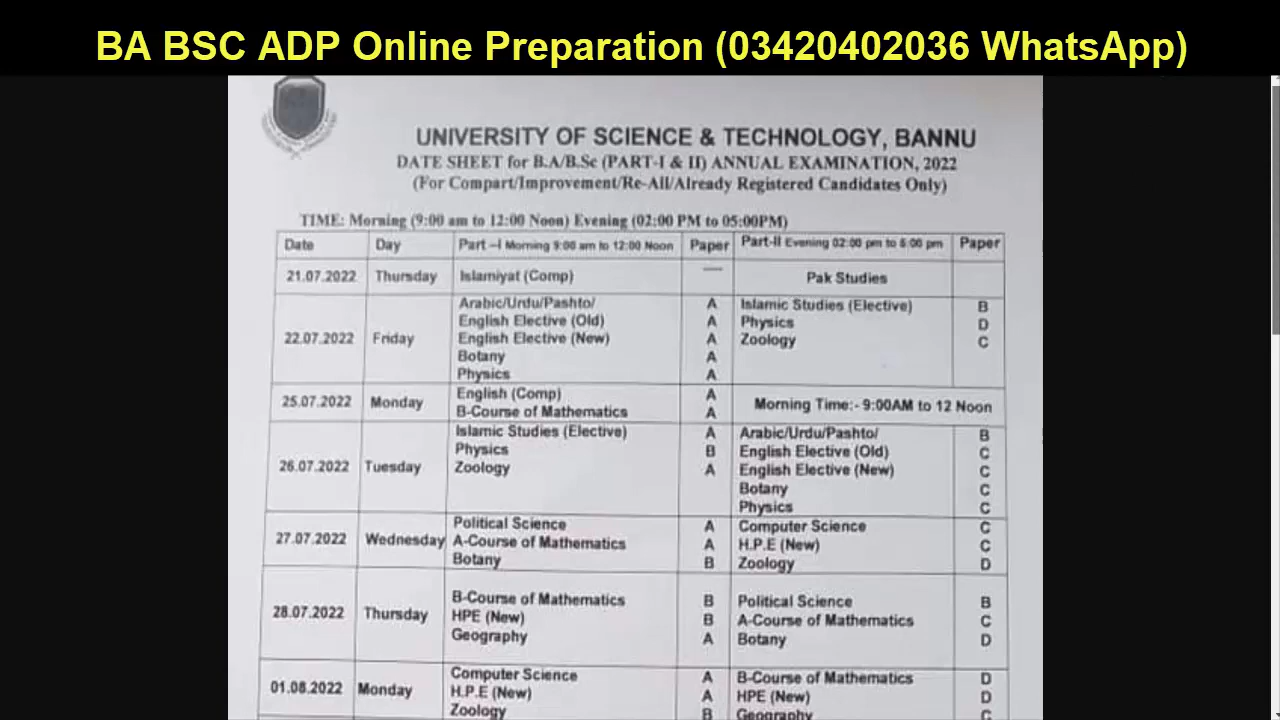 BA BSC ADP Online Preparation (03420402036 WhatsApp)
UNIVERSITY OF SCIENCE & TECHNOLOGY, BANNU
DATE SHEET for B.A/B.Sc (PART-I & II) ANNUAL EXAMINATION, 2022
(For Compart/Improvement/Re-All/Already Registered Candidates Only)
TIME: Morning (9:00 am to 12:00 Noon) Evening (02:00 PM to 05:00PM)
Date Day Part –I Morning 9:00 am to 12:00 Noon Paper Part-II Evening 02:00 pm to 5:00 pm Paper
21.07.2022 Thursday Islamiyat (Comp) ---- Pak Studies
Arabic/Urdu/Pashto/ A Islamic Studies (Elective) B
English Elective (Old) A Physics D
22.07.2022 Friday English Elective (New) A Zoology C
Botany A
Physics A
25.07.2022 Monday English (Comp) A Morning Time:- 9:00AM to 12 Noon
B-Course of Mathematics A
Islamic Studies (Elective) A Arabic/Urdu/Pashto/ B
Physics B English Elective (Old) C
26.07.2022 Tuesday Zoology A English Elective (New) C
Botany C
Physics C
Political Science A Computer Science C
27.07.2022 Wednesday A-Course of Mathematics A H.P.E (New) C
Botany B Zoology D
B-Course of Mathematics B Political Science B
28.07.2022 Thursday HPE (New) B A-Course of Mathematics C
Geography A Botany D
Computer Science A B-Course of Mathematics D
01.08.2022 Monday H.P.E (New) A HPE (New) D
Zoology B Geography C